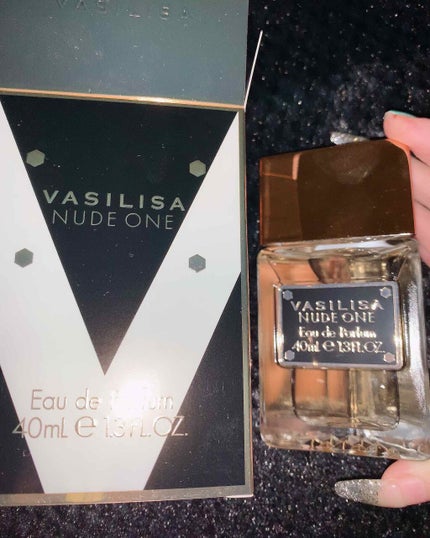 VASILISA
VASILISA
NUDE ONE
Eau de Parfum
40mL e 1.3FL.OZ.
VASILISA
NUDE ONE
Eau de Parfum
40mL e 1.3FL.OZ.